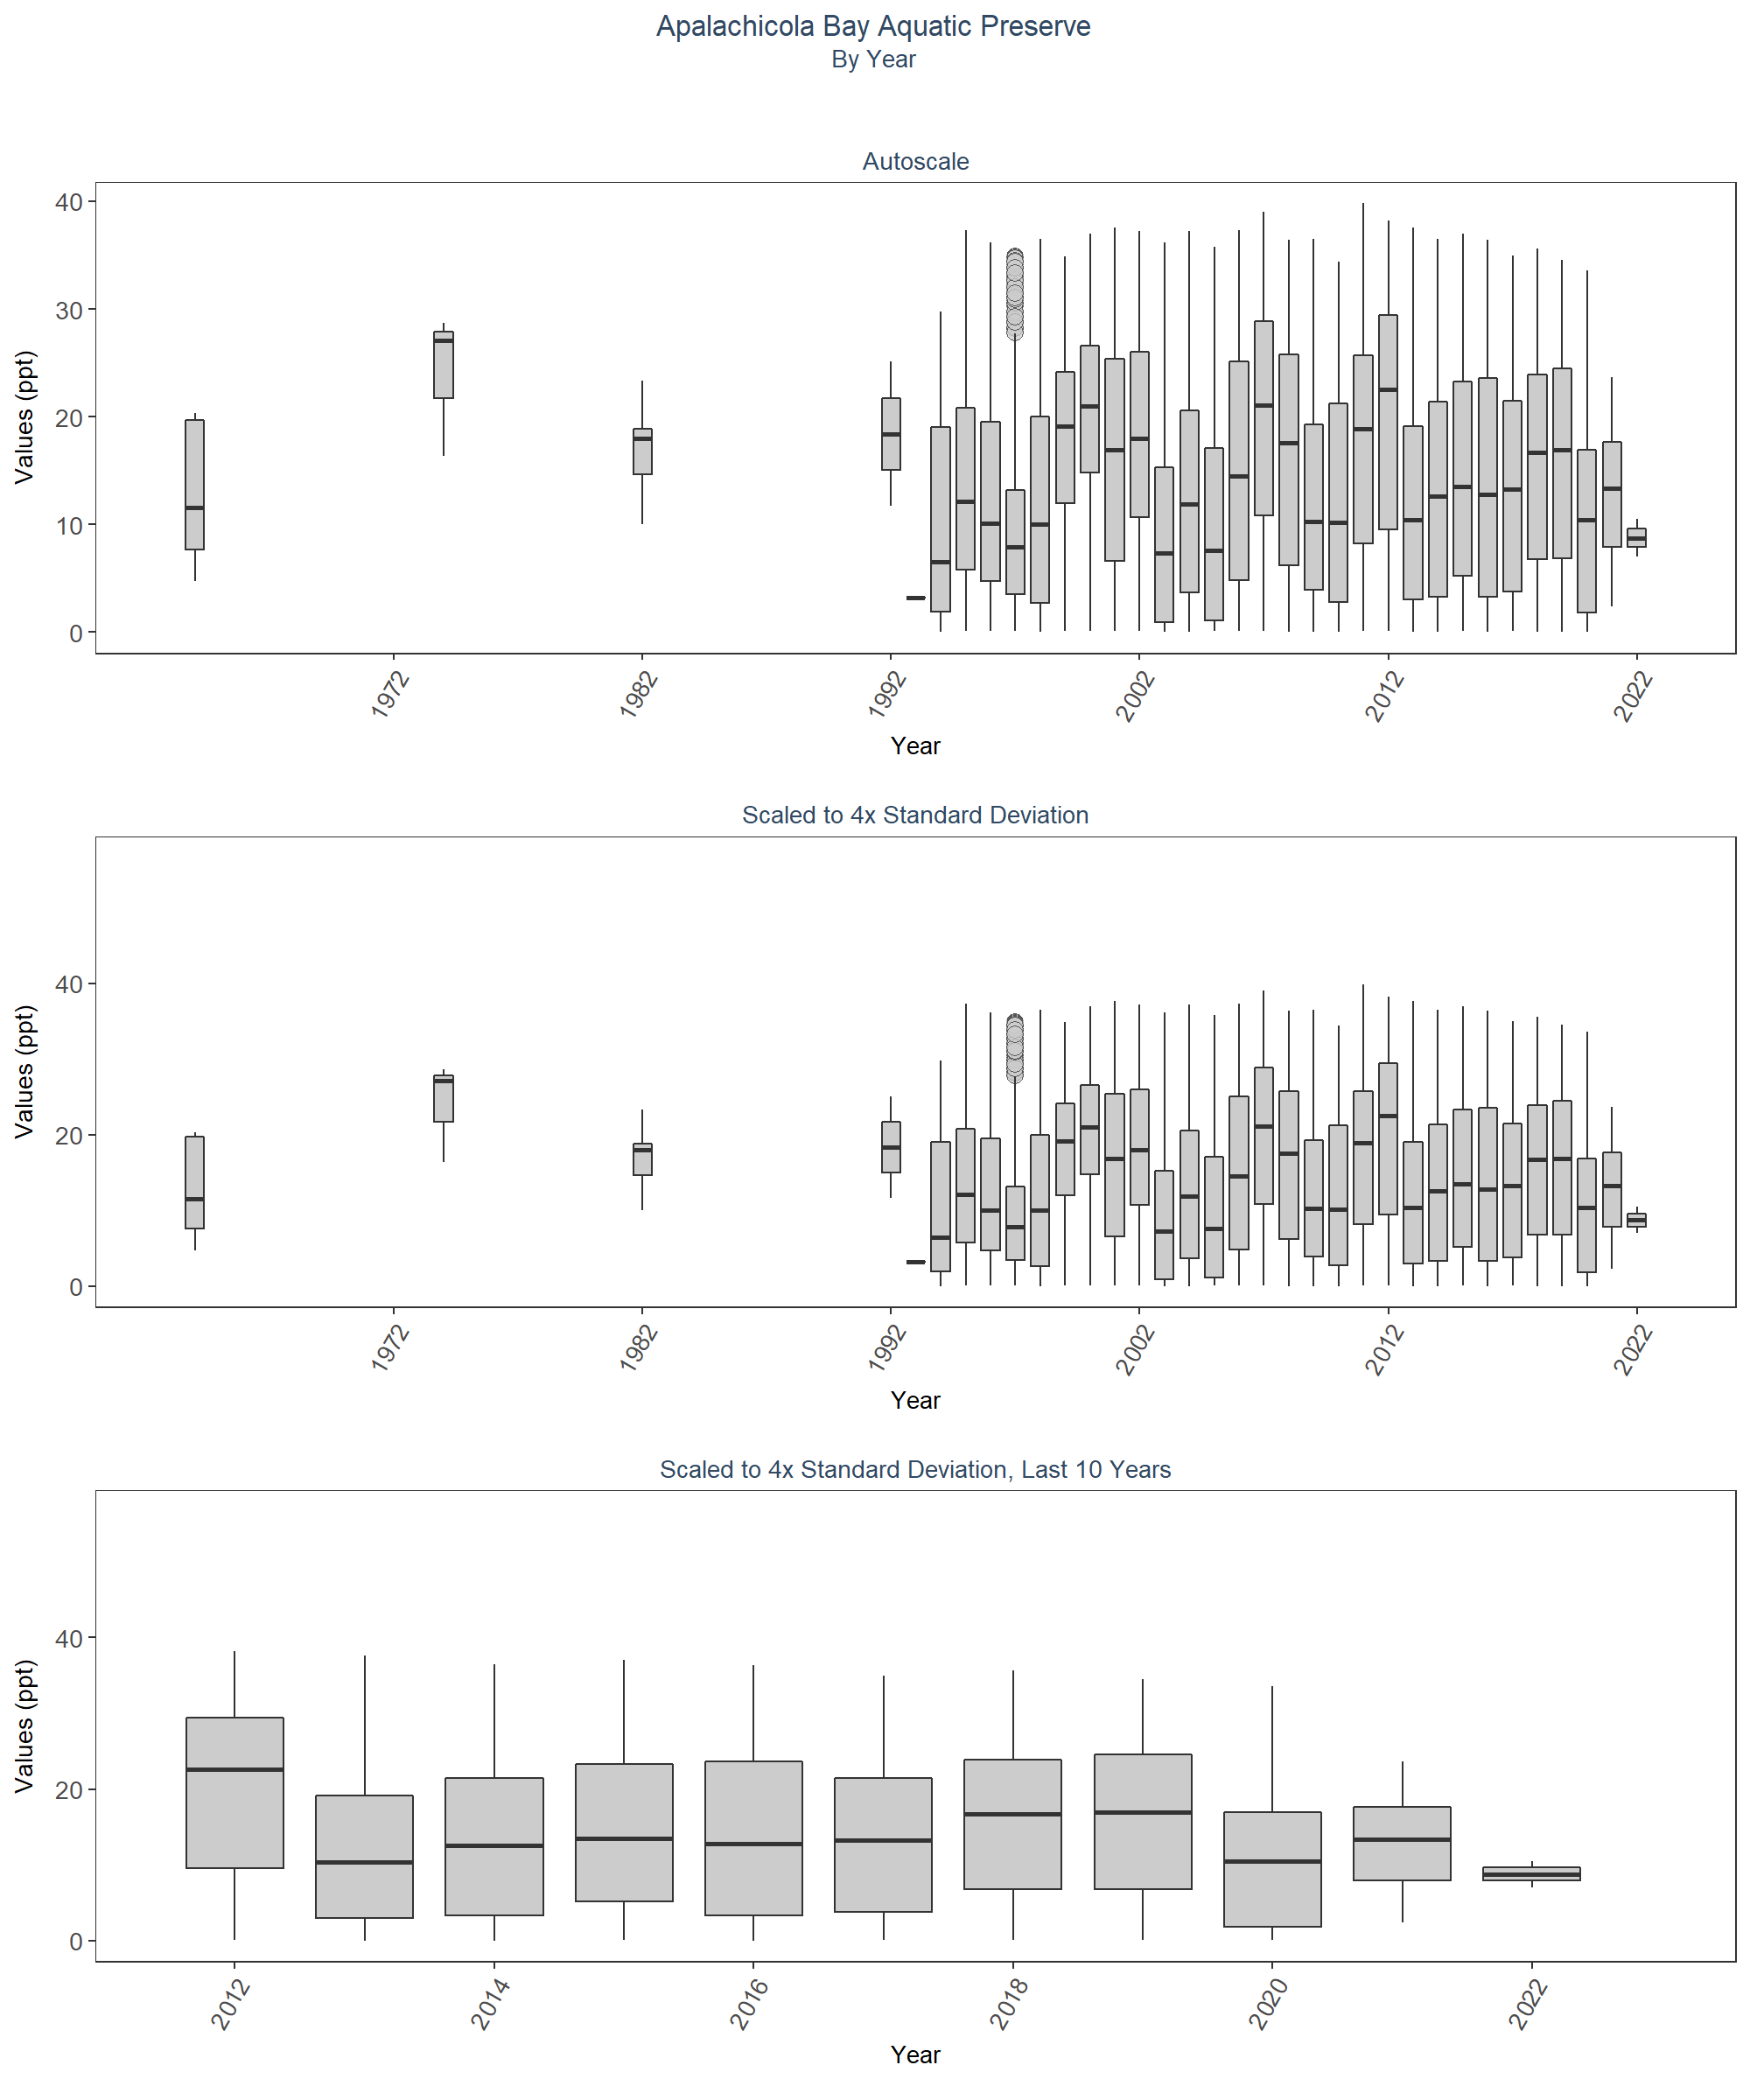 Apalachicola Bay Aquatic Preserve
By Year
Autoscale
Values (ppt)
40
30
20
10
0
1972
1982
1992
2002
2012
2022
Year
Scaled to 4x Standard Deviation
Values (ppt)
40
20
0
1972
1982
1992
2002
2012
2022
Year
Scaled to 4x Standard Deviation, Last 10 Years
Values (ppt)
40
20
0
2012
2014
2016
2018
2020
2022
Year